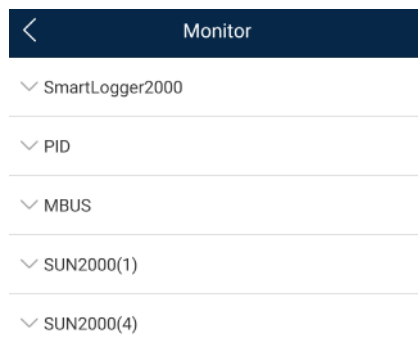 Monitor
SmartLogger2000
PID
MBUS
SUN2000(1)
SUN2000(4)